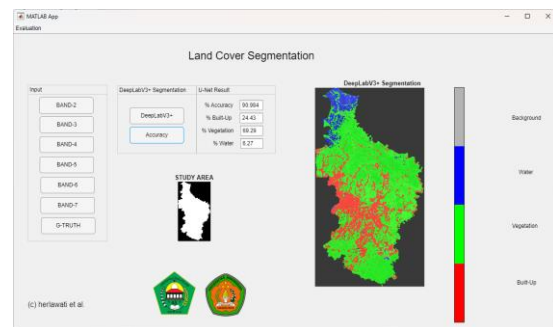 MATLAB App
Evaluation
Land Cover Segmentation
Input
BAND-2
BAND-3
BAND-4
BAND-5
BAND-6
BAND-7
G-TRUTH
DeepLabV3+ Segmentation
DeepLabV3+
Accuracy
U-Net Result
% Accuracy 90.984
% Built-Up 24.43
% Vegetation 69.29
% Water 6.27
STUDY AREA
DeepLabV3+ Segmentation
Background
Water
Vegetation
Built-Up
(c) herlawati et al.